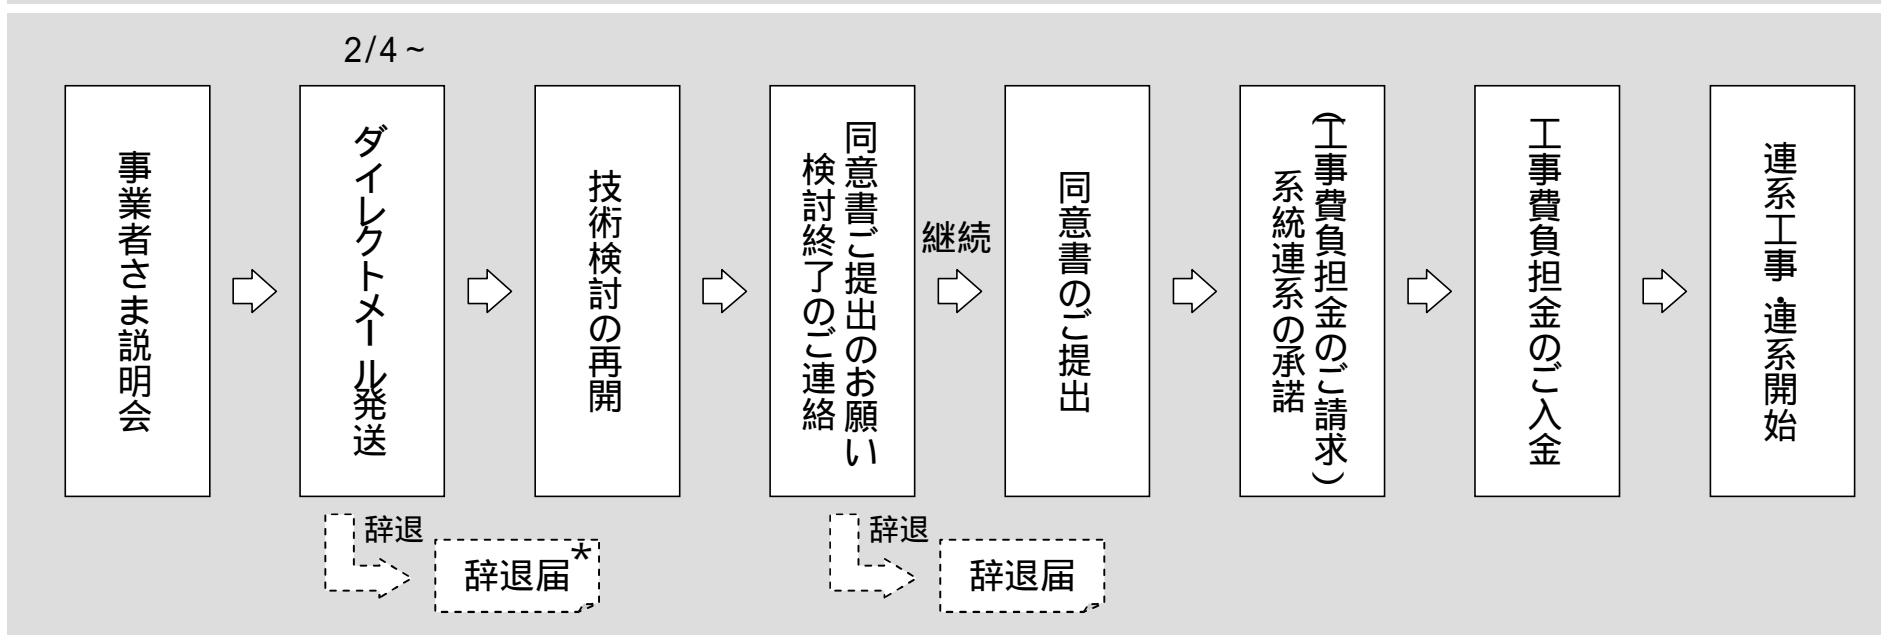 2/4~
事業者さま説明会
ダイレクトメール発送
技術検討の再開
同意書ご提出のお願い
検討終了のご連絡
継続
同意書のご提出
(工事費負担金のご請求)
系統連系の承諾
工事費負担金のご入金
連系工事・連系開始
辞退
辞退届*
辞退
辞退届